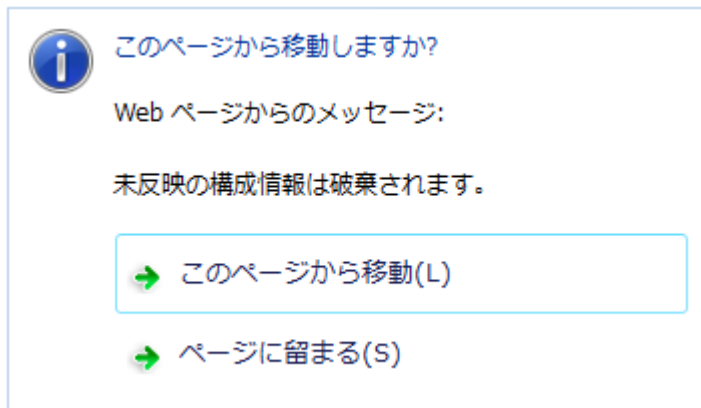 このページから移動しますか?
Web ページからのメッセージ:
未反映の構成情報は破棄されます。
このページから移動(L)
ページに留まる(S)